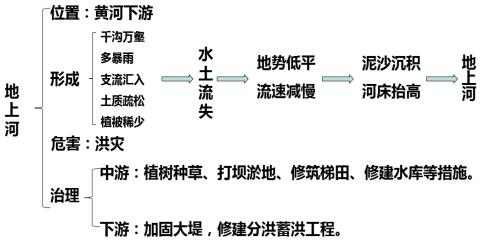 地上河
位置：黄河下游
形成
千沟万壑
多暴雨
支流汇入
土质疏松
植被稀少
水土流失
地势低平
流速减慢
泥沙沉积
河床抬高
地上河
危害：洪灾
治理
中游：植树种草、打坝淤地、修筑梯田、修建水库等措施。
下游：加固大堤，修建分洪蓄洪工程。